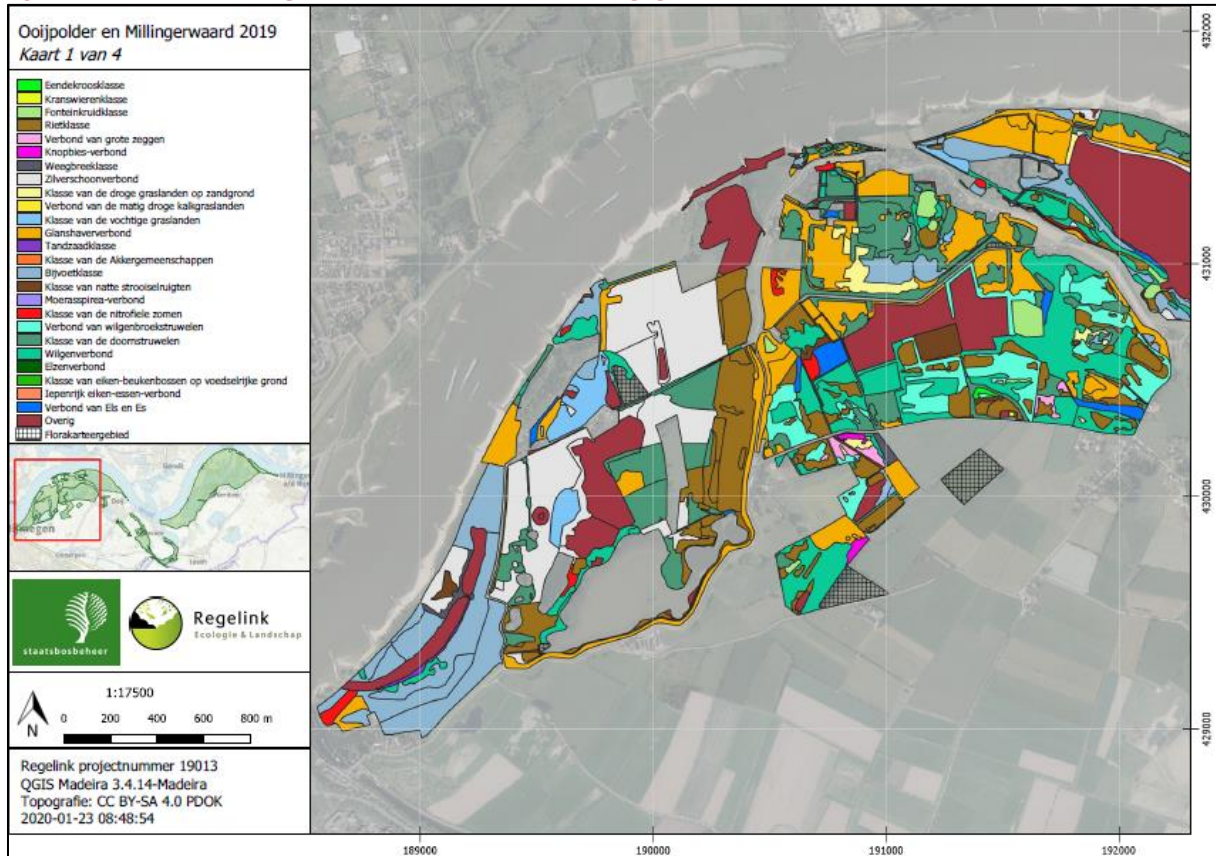 Ooijpolder en Millingerwaard 2019
Kaart 1 van 4
Eendekroosklasse
Kranswierenklasse
Fonteinkruidklasse
Rietklasse
Verbond van grote zeggen
Knopbies-verbond
Weegbreeklasse
Zilverschoonverbond
Klasse van de droge graslanden op zandgrond
Verbond van de matig droge kalkgraslanden
Klasse van de vochtige graslanden
Glanshaververbond
Tandzaadklasse
Klasse van de Akkergemeenschappen
Bijvoetklasse
Klasse van natte strooiselruigten
Moerasspirea-verbond
Klasse van de nitrofiele zomen
Verbond van wilgenbroekstruwelen
Klasse van de doornstruwelen
Wilgenverbond
Elzenverbond
Klasse van eiken-beukenbossen op voedselrijke grond
Iepenrijk eiken-essen-verbond
Verbond van Els en Es
Overig
Florakarteergebied
Gendt
Ooij
Leuth
staatsbosbeheer
Regelink
Ecologie & Landschap
N
1:17500
0 200 400 600 800 m
Regelink projectnummer 19013
QGIS Madeira 3.4.14-Madeira
Topografie: CC BY-SA 4.0 PDOK
2020-01-23 08:48:54
432000
431000
430000
429000
189000 190000 191000 192000